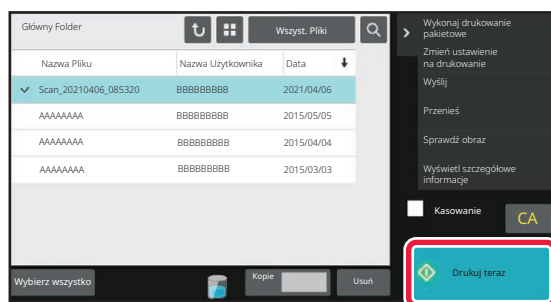 Główny Folder
Wszyst. Pliki
Nazwa Pliku Nazwa Użytkownika Data
Scan_20210406_085320 BBBBBBBBB 2021/04/06
AAAAAAAA BBBBBBBBB 2015/05/05
AAAAAAAA BBBBBBBBB 2015/04/04
AAAAAAAA BBBBBBBBB 2015/03/03
Wybierz wszystko
Kopie
Usuń
Wykonaj drukowanie
pakietowe
Zmień ustawienie
na drukowanie
Wyślij
Przenieś
Sprawdź obraz
Wyświetl szczegółowe
informacje
Kasowanie
CA
Drukuj teraz